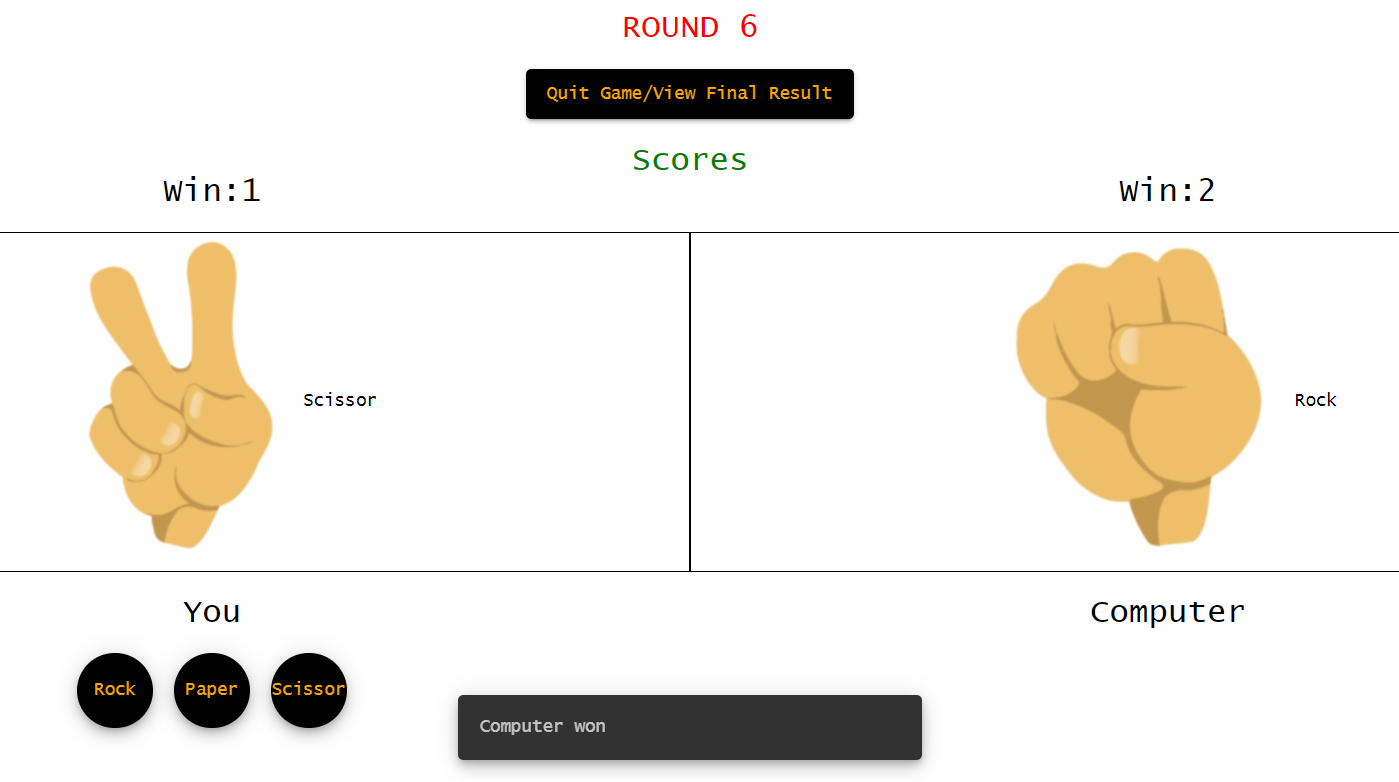 ROUND 6
Quit Game/View Final Result
Scores
Win:1
Win:2
Scissor
Rock
You
Computer
Rock
Paper
Scissor
Computer won